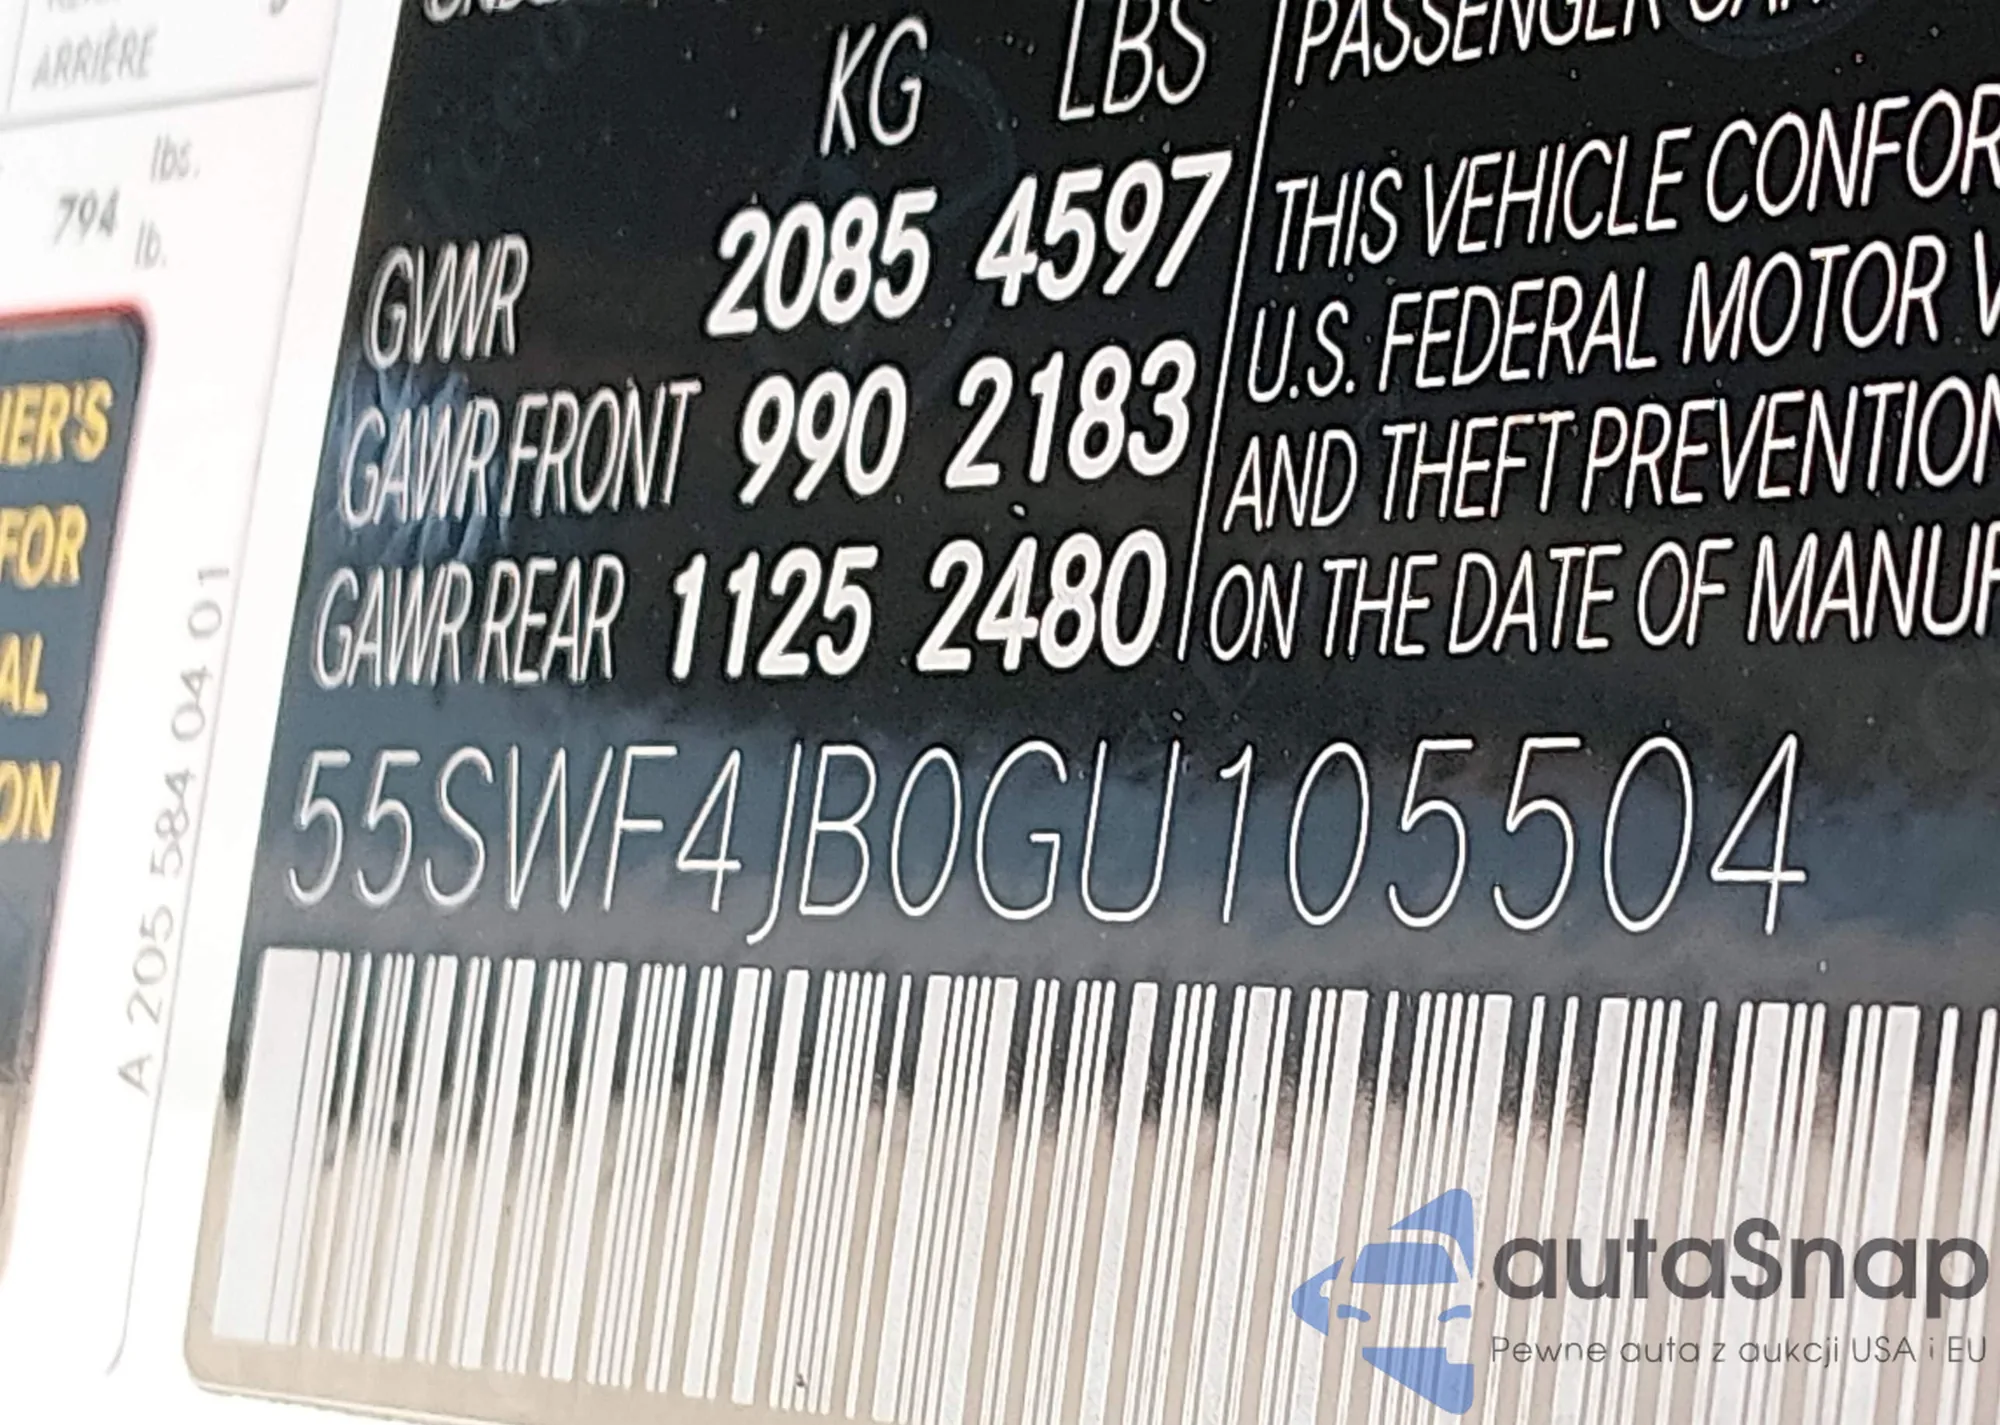 ARRIÈRE
lbs.
794
lb.
KG LBS
GVWR 2085 4597
GAWR FRONT 990 2183
GAWR REAR 1125 2480
PASSENGER
THIS VEHICLE CONFOR
U.S. FEDERAL MOTOR V
AND THEFT PREVENTION
ON THE DATE OF MANUF
55SWF4JB0GU105504
IER'S
FOR
AL
ON
A 205 584 04 01
autaSnap
Pewne auta z aukcji USA i EU